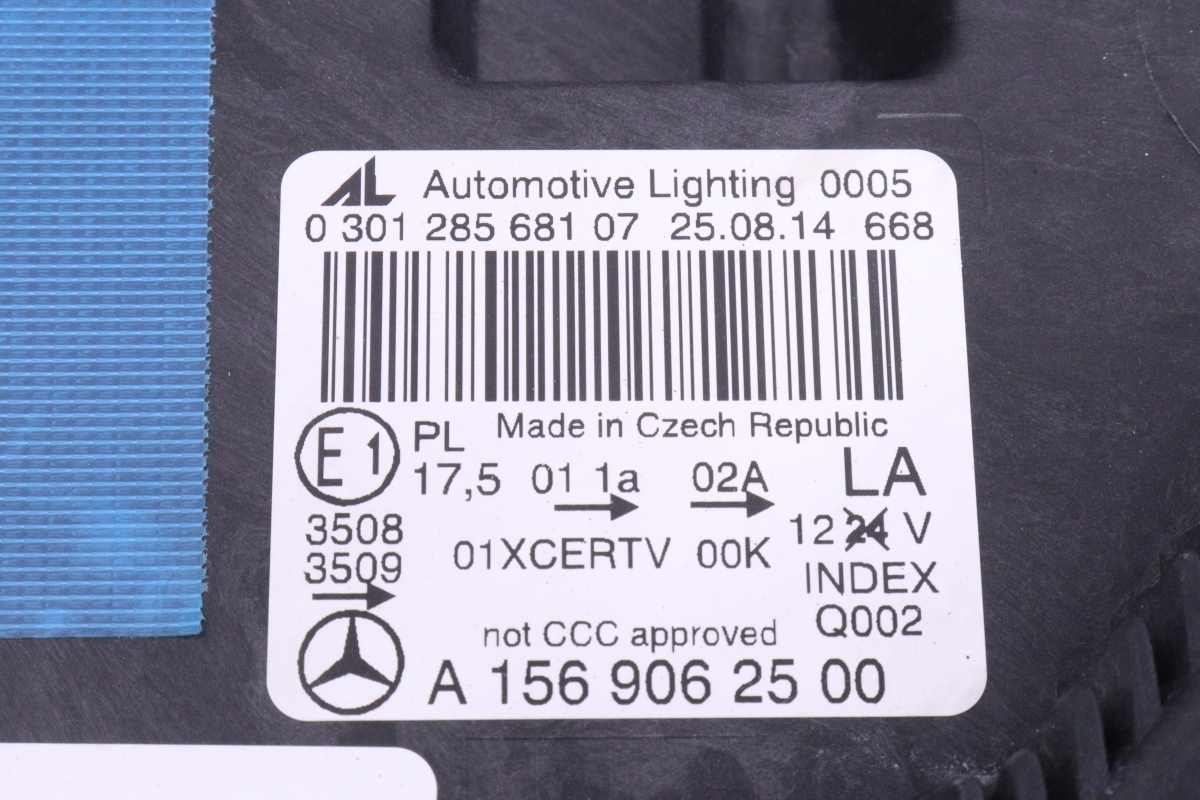 AL Automotive Lighting 0005
0 301 285 681 07 25.08.14 668
Made in Czech Republic
E1 PL
17,5 01 1a 02A LA
3508
3509
01XCERTV 00K
12 24 V
INDEX
Q002
not CCC approved
A 156 906 25 00